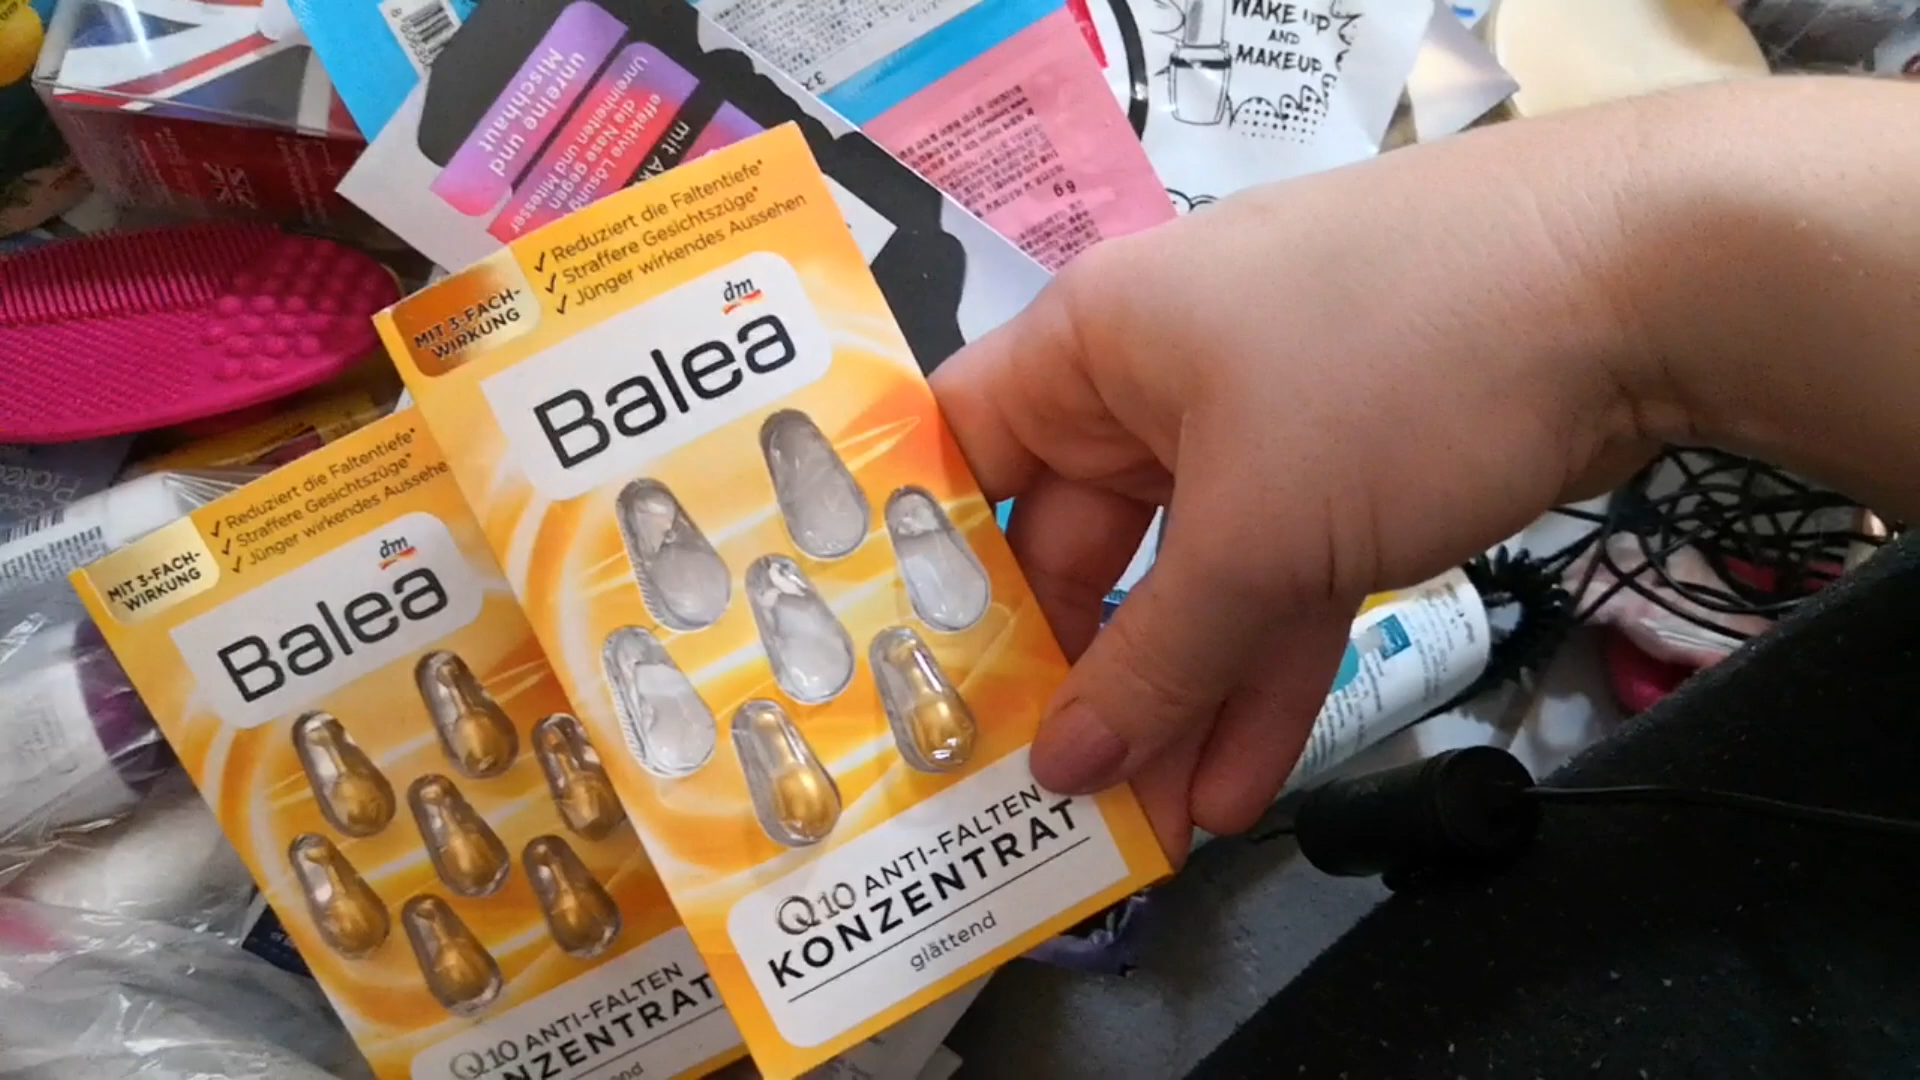 WAKE UP
AND
MAKEUP
unreine und
Mischhaut
Unreinheiten und Mitesser
die Nase gegen
effektive Lösung
mit
6 g
MIT 3-FACH-
WIRKUNG
✓ Reduziert die Faltentiefe*
✓ Straffere Gesichtszüge*
✓ Jünger wirkendes Aussehen
dm
Balea
Q10 ANTI-FALTEN
KONZENTRAT
glättend
MIT 3-FACH-
WIRKUNG
✓ Reduziert die Faltentiefe*
✓ Straffere Gesichtszüge*
✓ Jünger wirkendes Aussehe
dm
Balea
Q10 ANTI-FALTEN
NZENTRAT
nd